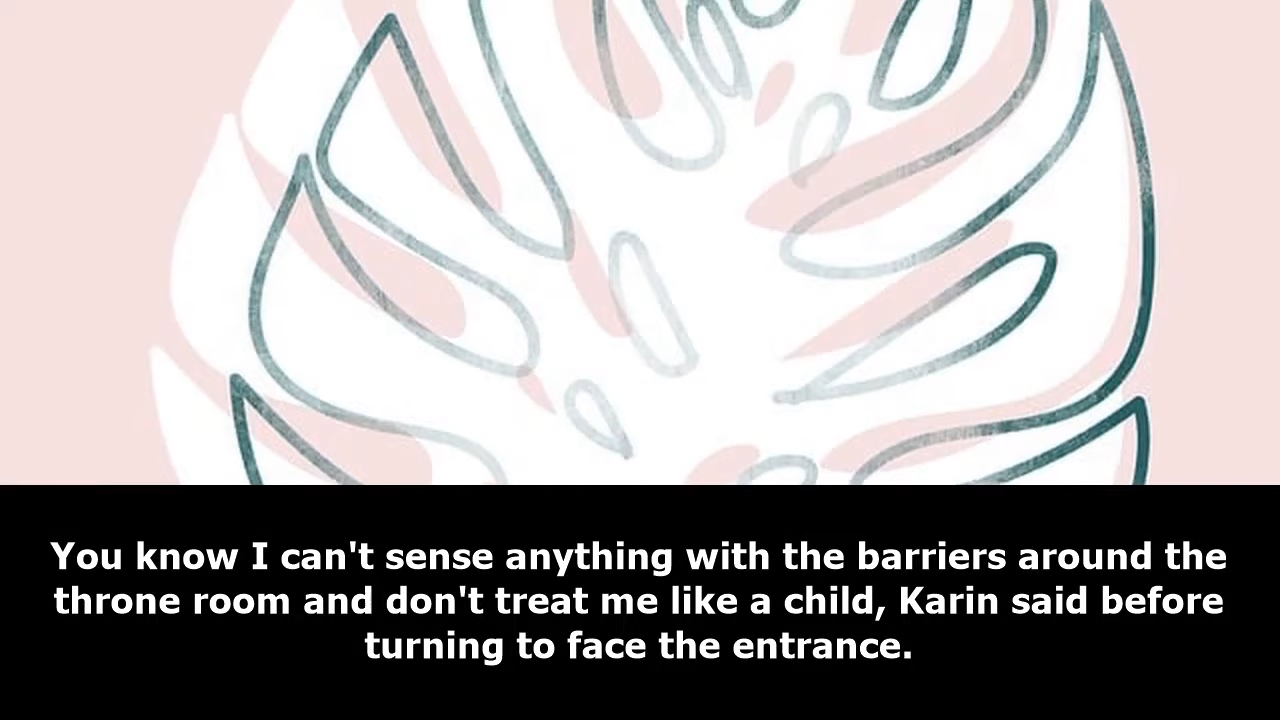 You know I can't sense anything with the barriers around the
throne room and don't treat me like a child, Karin said before
turning to face the entrance.